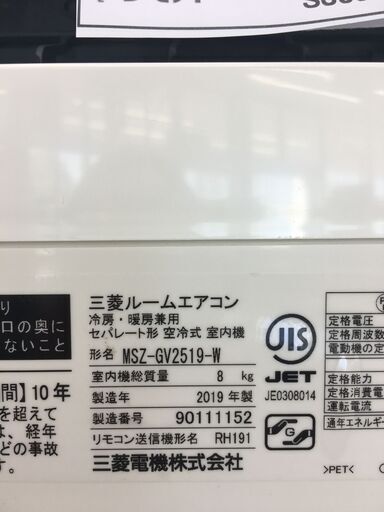 三菱ルームエアコン
冷房・暖房兼用
セパレート形 空冷式 室内機
形名 MSZ-GV2519-W
室内機総質量 8 kg
製造年 2019 年製
製造番号 90111152
リモコン送信機形名 RH191
三菱電機株式会社
JIS
JET
JE0308014
G
>PET<
り
口の奥に
ないこと
間】10年
を超えて
は、経年
どの事故
定格電圧
定格周波数
電動機の定
定格能力
定格消費電
運転電流
通年エネルギー